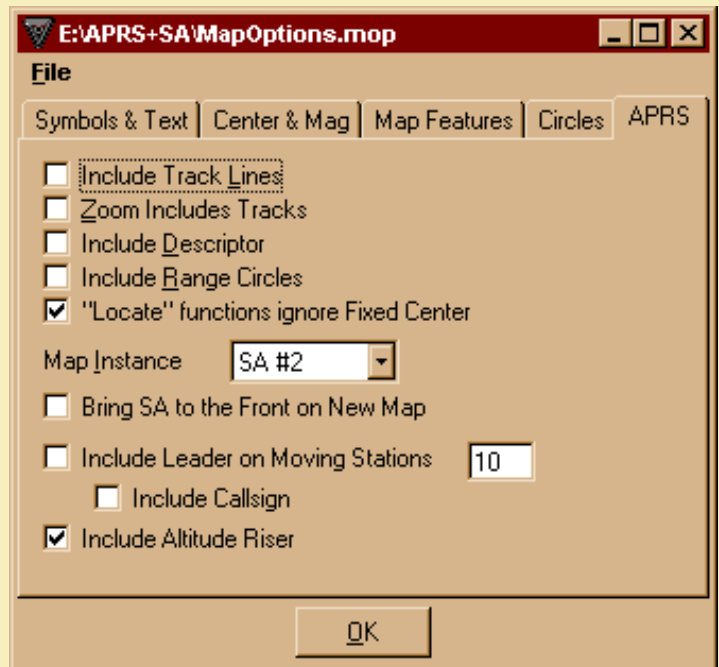 E:\APRS+SA\MapOptions.mop
File
Symbols & Text Center & Mag Map Features Circles APRS
Include Track Lines
Zoom Includes Tracks
Include Descriptor
Include Range Circles
"Locate" functions ignore Fixed Center
Map Instance SA #2
Bring SA to the Front on New Map
Include Leader on Moving Stations 10
Include Callsign
Include Altitude Riser
OK